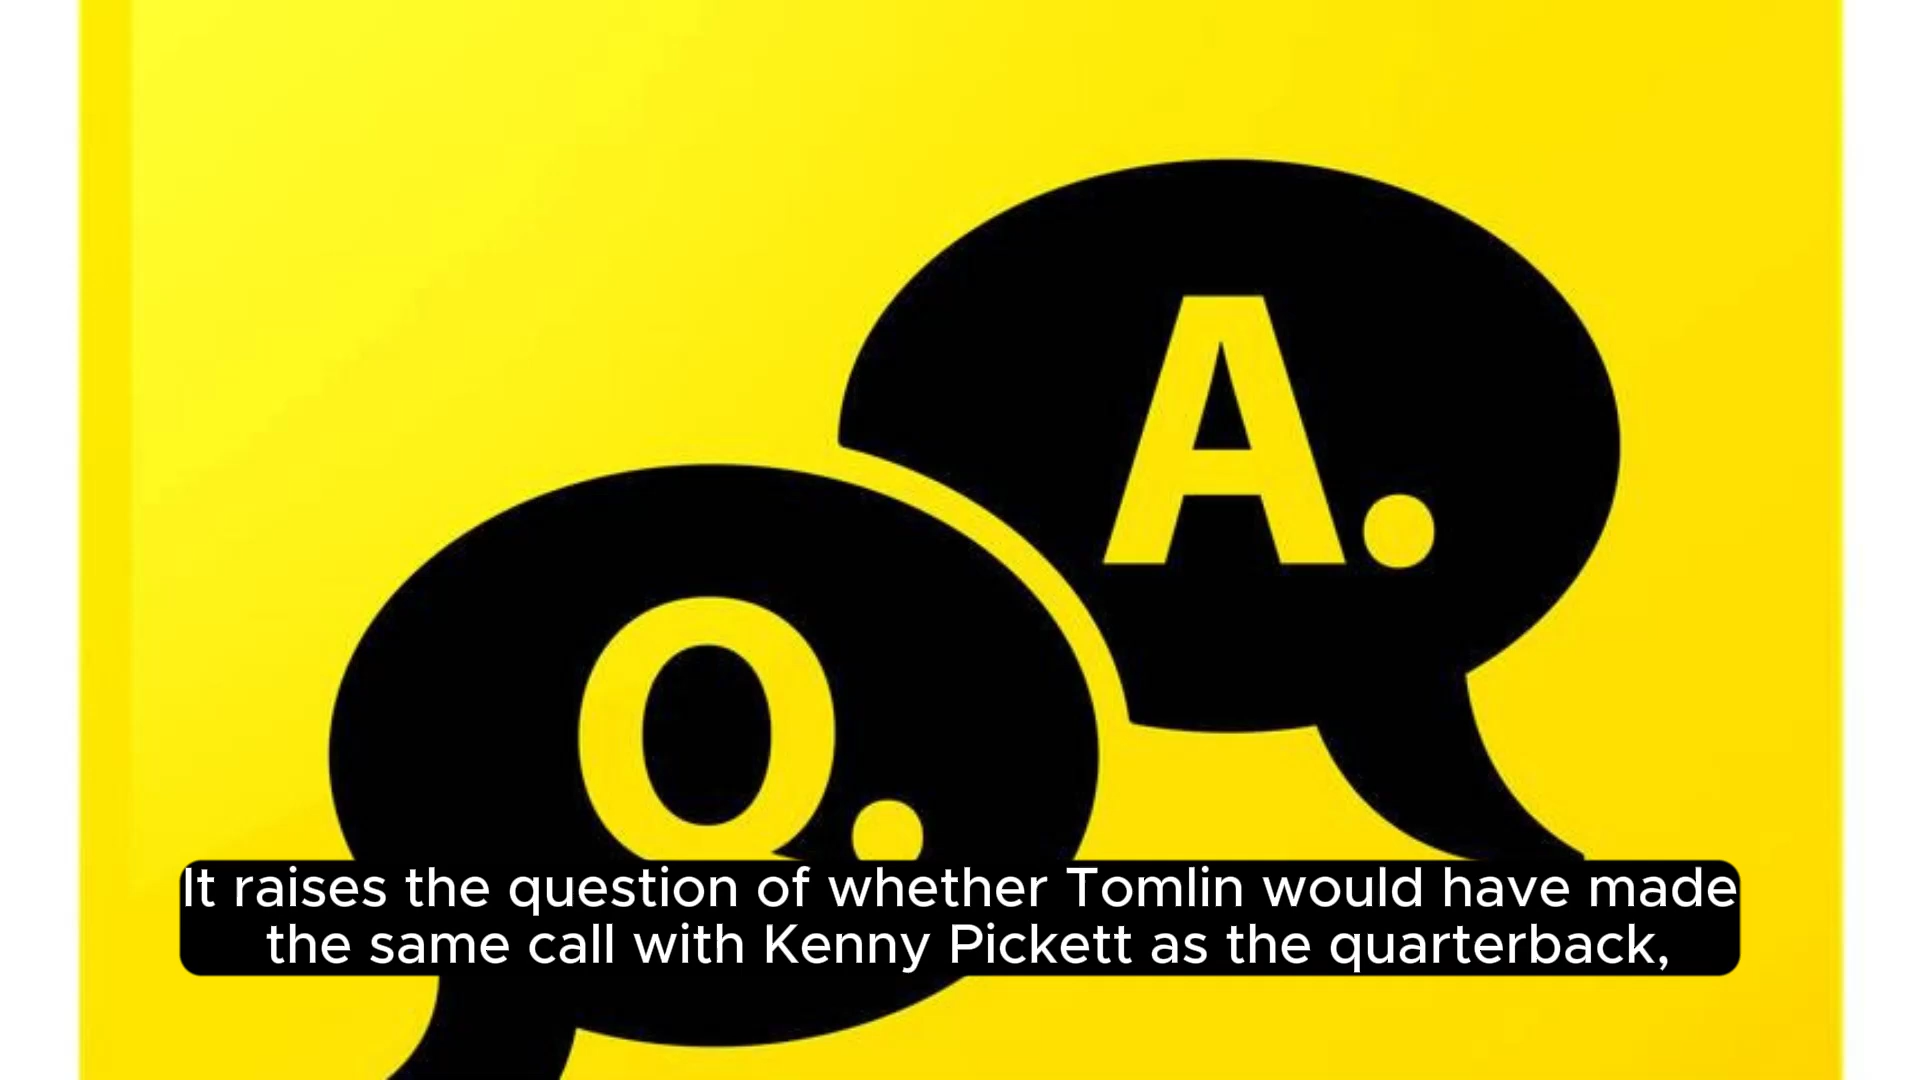 A.
Q.
It raises the question of whether Tomlin would have made
the same call with Kenny Pickett as the quarterback,